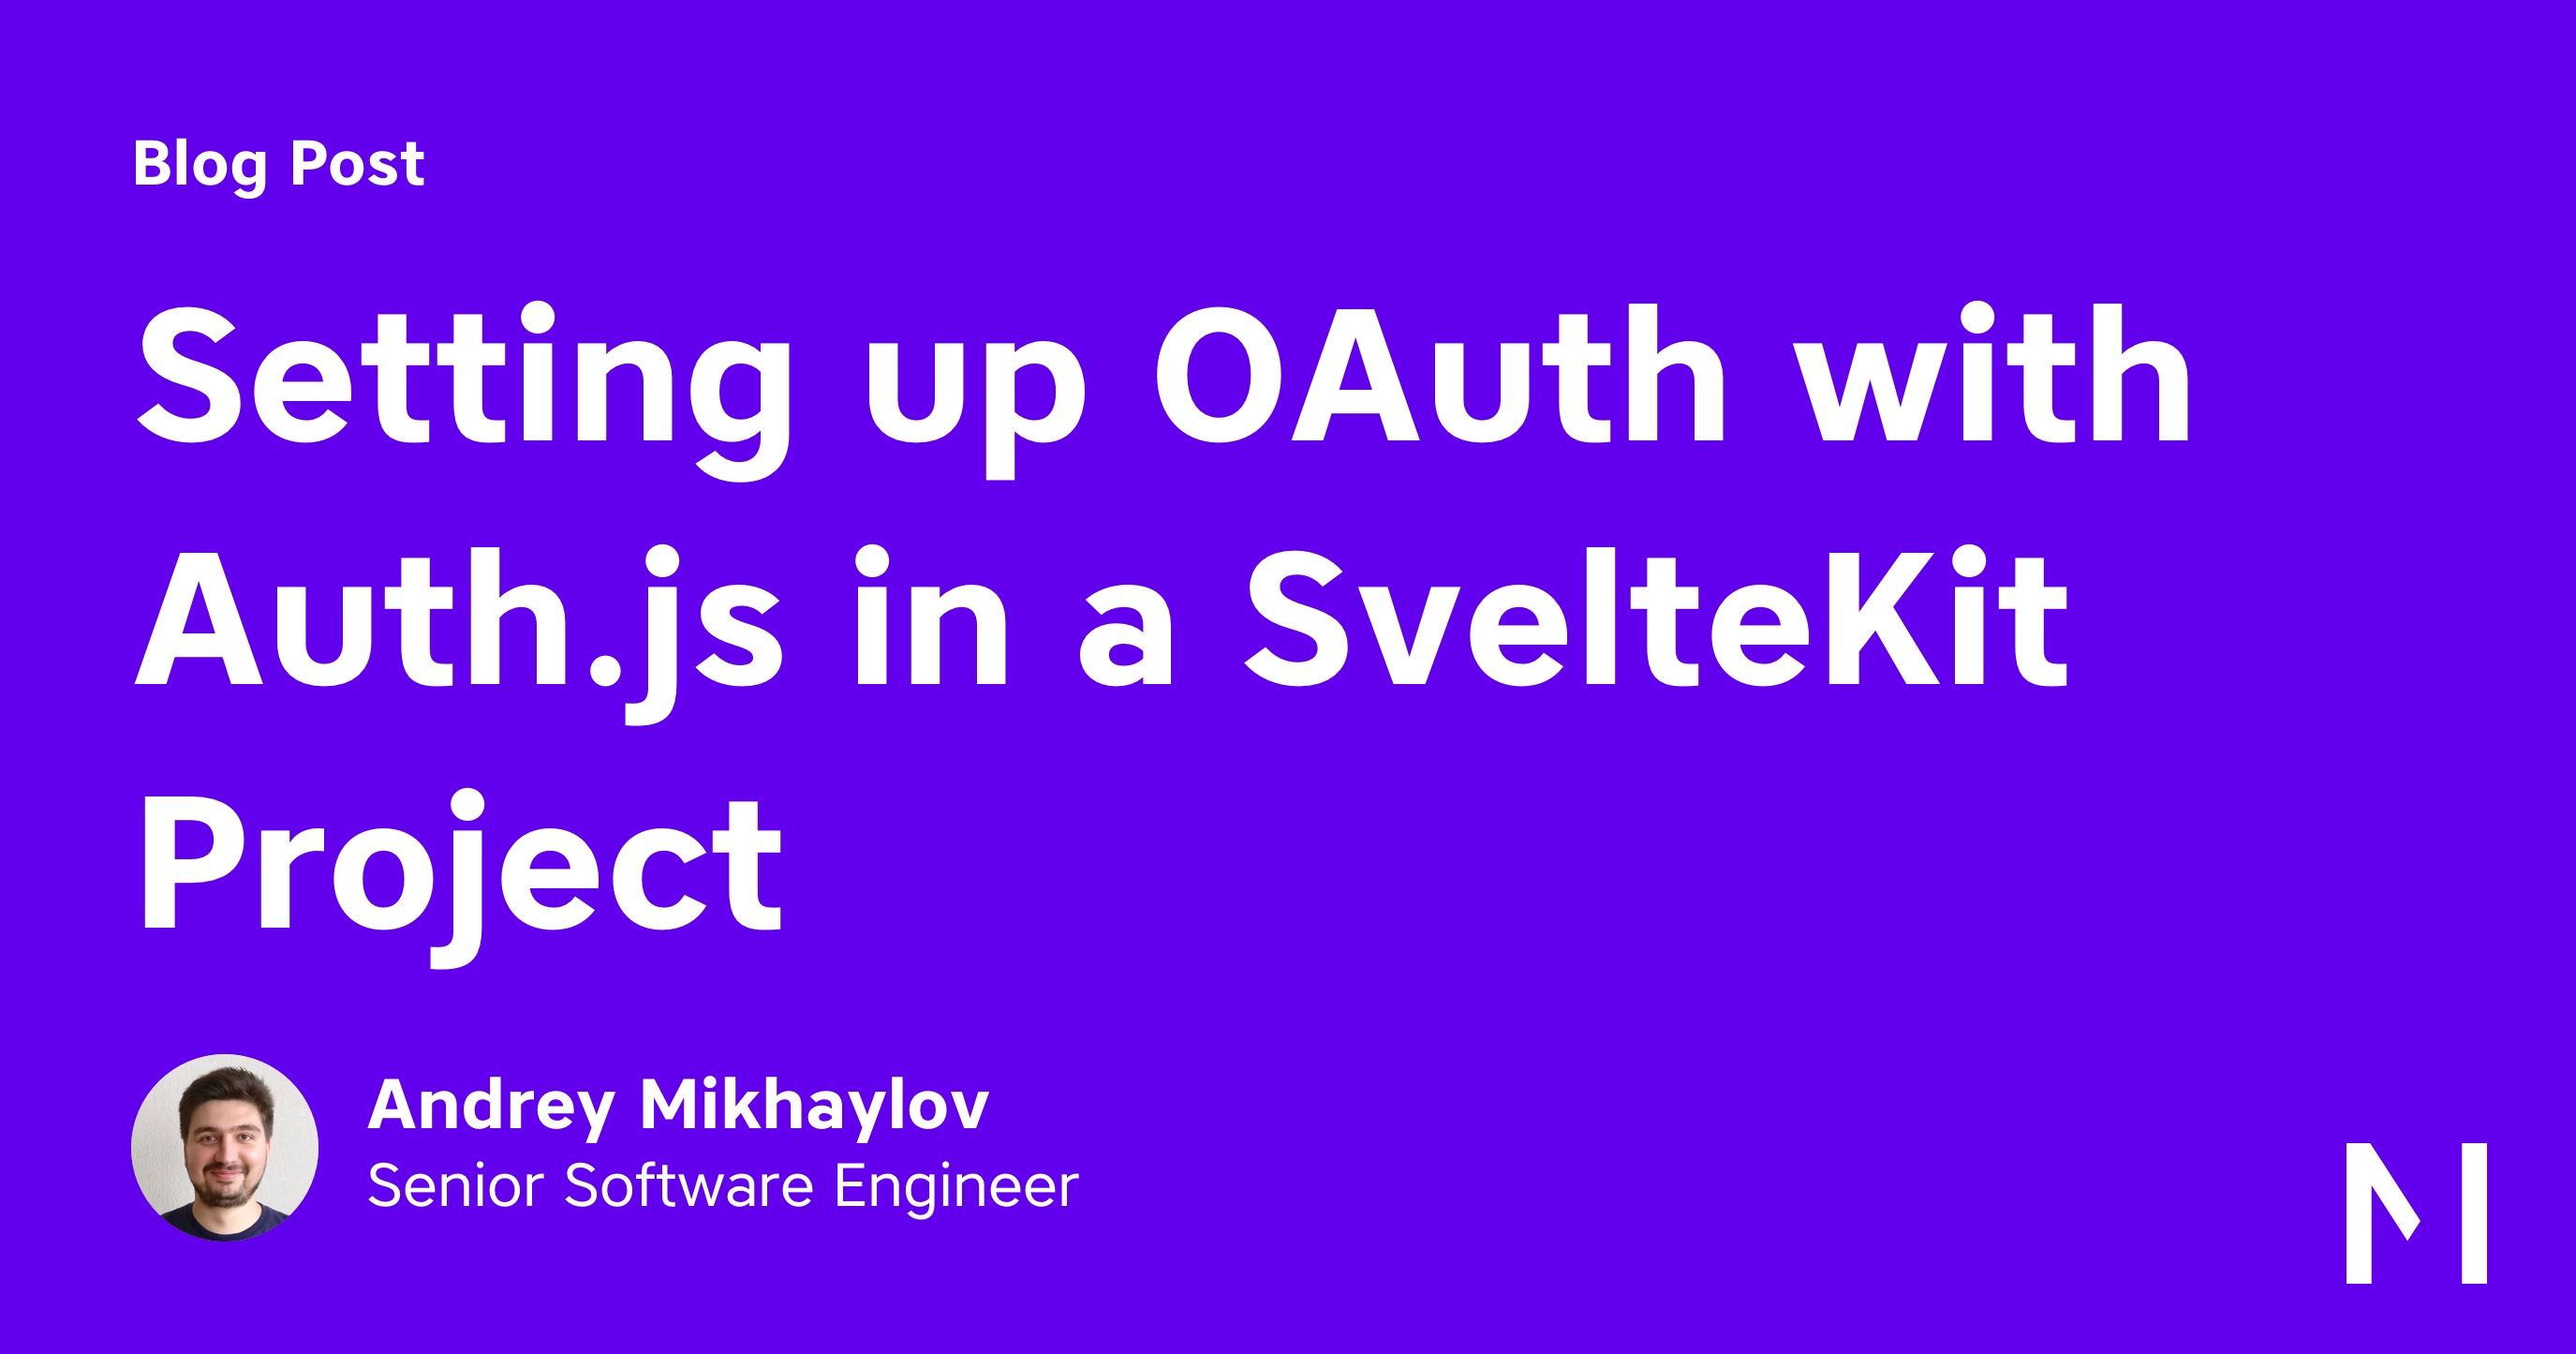 Blog Post
Setting up OAuth with
Auth.js in a SvelteKit
Project
Andrey Mikhaylov
Senior Software Engineer